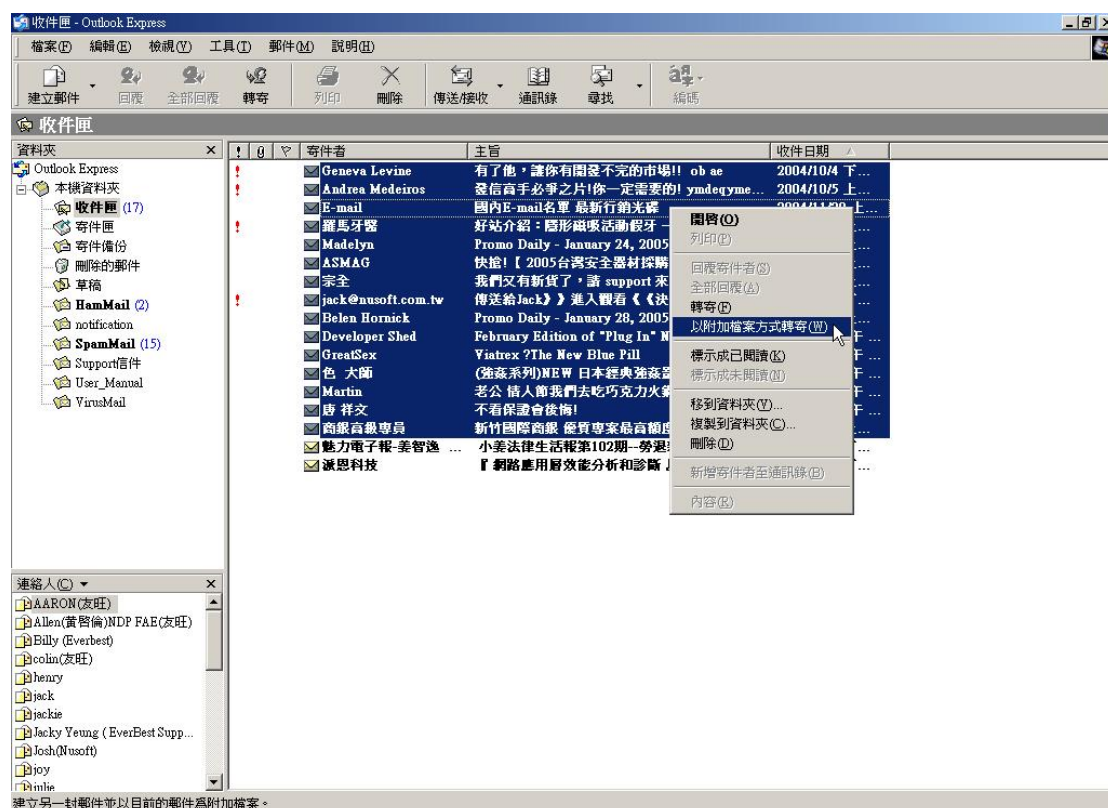 收件匣 - Outlook Express
檔案(F) 編輯(E) 檢視(V) 工具(T) 郵件(M) 說明(H)
建立郵件 回覆 全部回覆 轉寄 列印 刪除 傳送/接收 通訊錄 尋找 編碼
收件匣
資料夾
Outlook Express
本機資料夾
收件匣 (17)
寄件匣
寄件備份
刪除的郵件
草稿
HamMail (2)
notification
SpamMail (15)
Support信件
User_Manual
VirusMail
寄件者 主旨 收件日期
Geneva Levine 有了他，讓你有開發不完的市場!! ob ae 2004/10/4 下...
Andrea Medeiros 發信高手必爭之片!你一定需要的! ymdeqyme... 2004/10/5 上...
E-mail 國內E-mail名單 最新行銷光碟 上...
羅馬牙醫 好站介紹：隱形磁吸活動假牙
Madelyn Promo Daily - January 24, 2005
ASMAG 快搶!【 2005台灣安全器材採購
宗全 我們又有新貨了，請 support 來
jack@nusoft.com.tw 傳送給Jack》》進入觀看《《決
Belen Hornick Promo Daily - January 28, 2005
Developer Shed February Edition of "Plug In" N
GreatSex Viatrex ?The New Blue Pill
色 大師 (強姦系列)NEW 日本經典強姦
Martin 老公 情人節我們去吃巧克力火鍋
唐 祥文 不看保證會後悔!
商銀高級專員 新竹國際商銀 優質專案最高額度
魅力電子報-姜智逸 ... 小姜法律生活報第102期--勞退
派恩科技 『 網路應用層效能分析和診斷 』
開啓(O)
列印(P)
回覆寄件者(S)
全部回覆(A)
轉寄(F)
以附加檔案方式轉寄(W)
標示成已閱讀(K)
標示成未閱讀(N)
移到資料夾(V)...
複製到資料夾(C)...
刪除(D)
新增寄件者至通訊錄(B)
內容(R)
連絡人(C)
AARON(友旺)
Allen(黃啓倫)NDP FAE(友旺)
Billy (Everbest)
colin(友旺)
henry
jack
jackie
Jacky Yeung ( EverBest Supp...
Josh(Nusoft)
joy
julie
建立另一封郵件並以目前的郵件爲附加檔案。